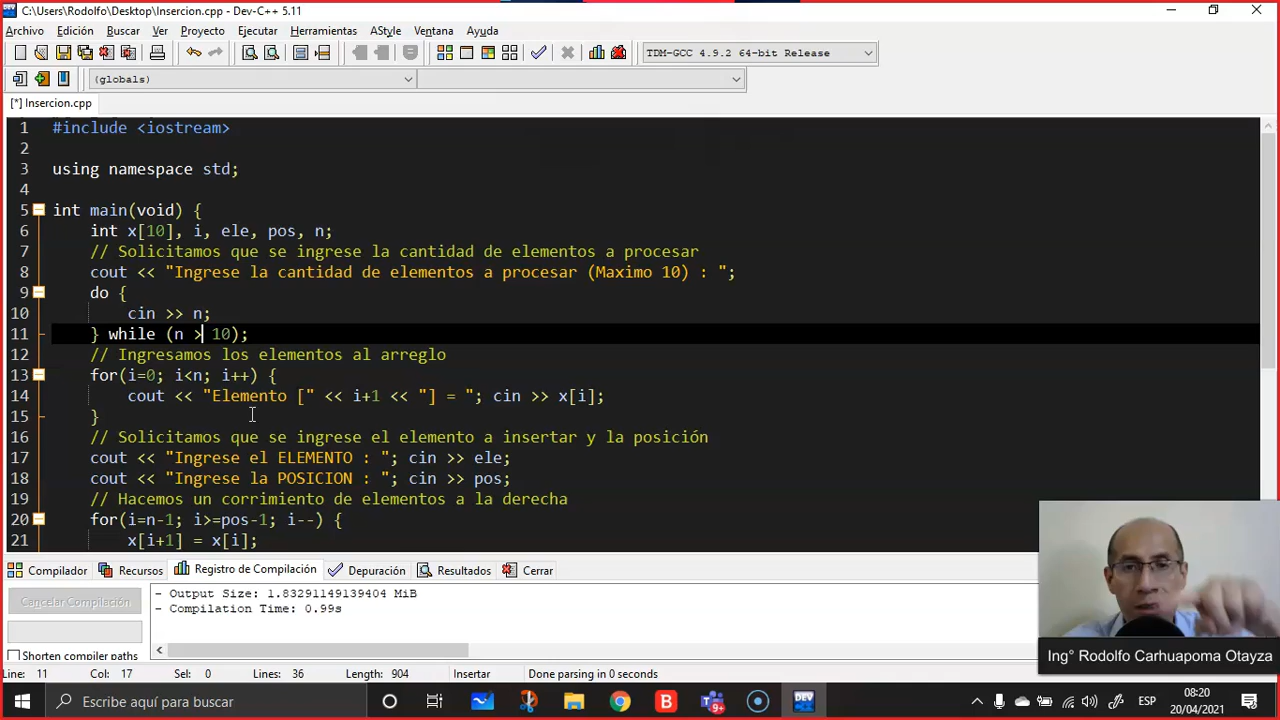 C:\Users\Rodolfo\Desktop\Insercion.cpp - Dev-C++ 5.11
Archivo Edición Buscar Ver Proyecto Ejecutar Herramientas AStyle Ventana Ayuda
TDM-GCC 4.9.2 64-bit Release
(globals)
[*] Insercion.cpp
1 #include <iostream>
2
3 using namespace std;
4
5 int main(void) {
6 int x[10], i, ele, pos, n;
7 // Solicitamos que se ingrese la cantidad de elementos a procesar
8 cout << "Ingrese la cantidad de elementos a procesar (Maximo 10) : ";
9 do {
10 cin >> n;
11 } while (n > 10);
12 // Ingresamos los elementos al arreglo
13 for(i=0; i<n; i++) {
14 cout << "Elemento [" << i+1 << "] = "; cin >> x[i];
15 }
16 // Solicitamos que se ingrese el elemento a insertar y la posición
17 cout << "Ingrese el ELEMENTO : "; cin >> ele;
18 cout << "Ingrese la POSICION : "; cin >> pos;
19 // Hacemos un corrimiento de elementos a la derecha
20 for(i=n-1; i>=pos-1; i--) {
21 x[i+1] = x[i];
Compilador Recursos Registro de Compilación Depuración Resultados Cerrar
Cancelar Compilación
- Output Size: 1.83291149139404 MiB
- Compilation Time: 0.99s
Shorten compiler paths
Ing° Rodolfo Carhuapoma Otayza
Line: 11 Col: 17 Sel: 0 Lines: 36 Length: 904 Insertar Done parsing in 0 seconds
Escribe aquí para buscar
B
9+
DEV
ESP
08:20
20/04/2021